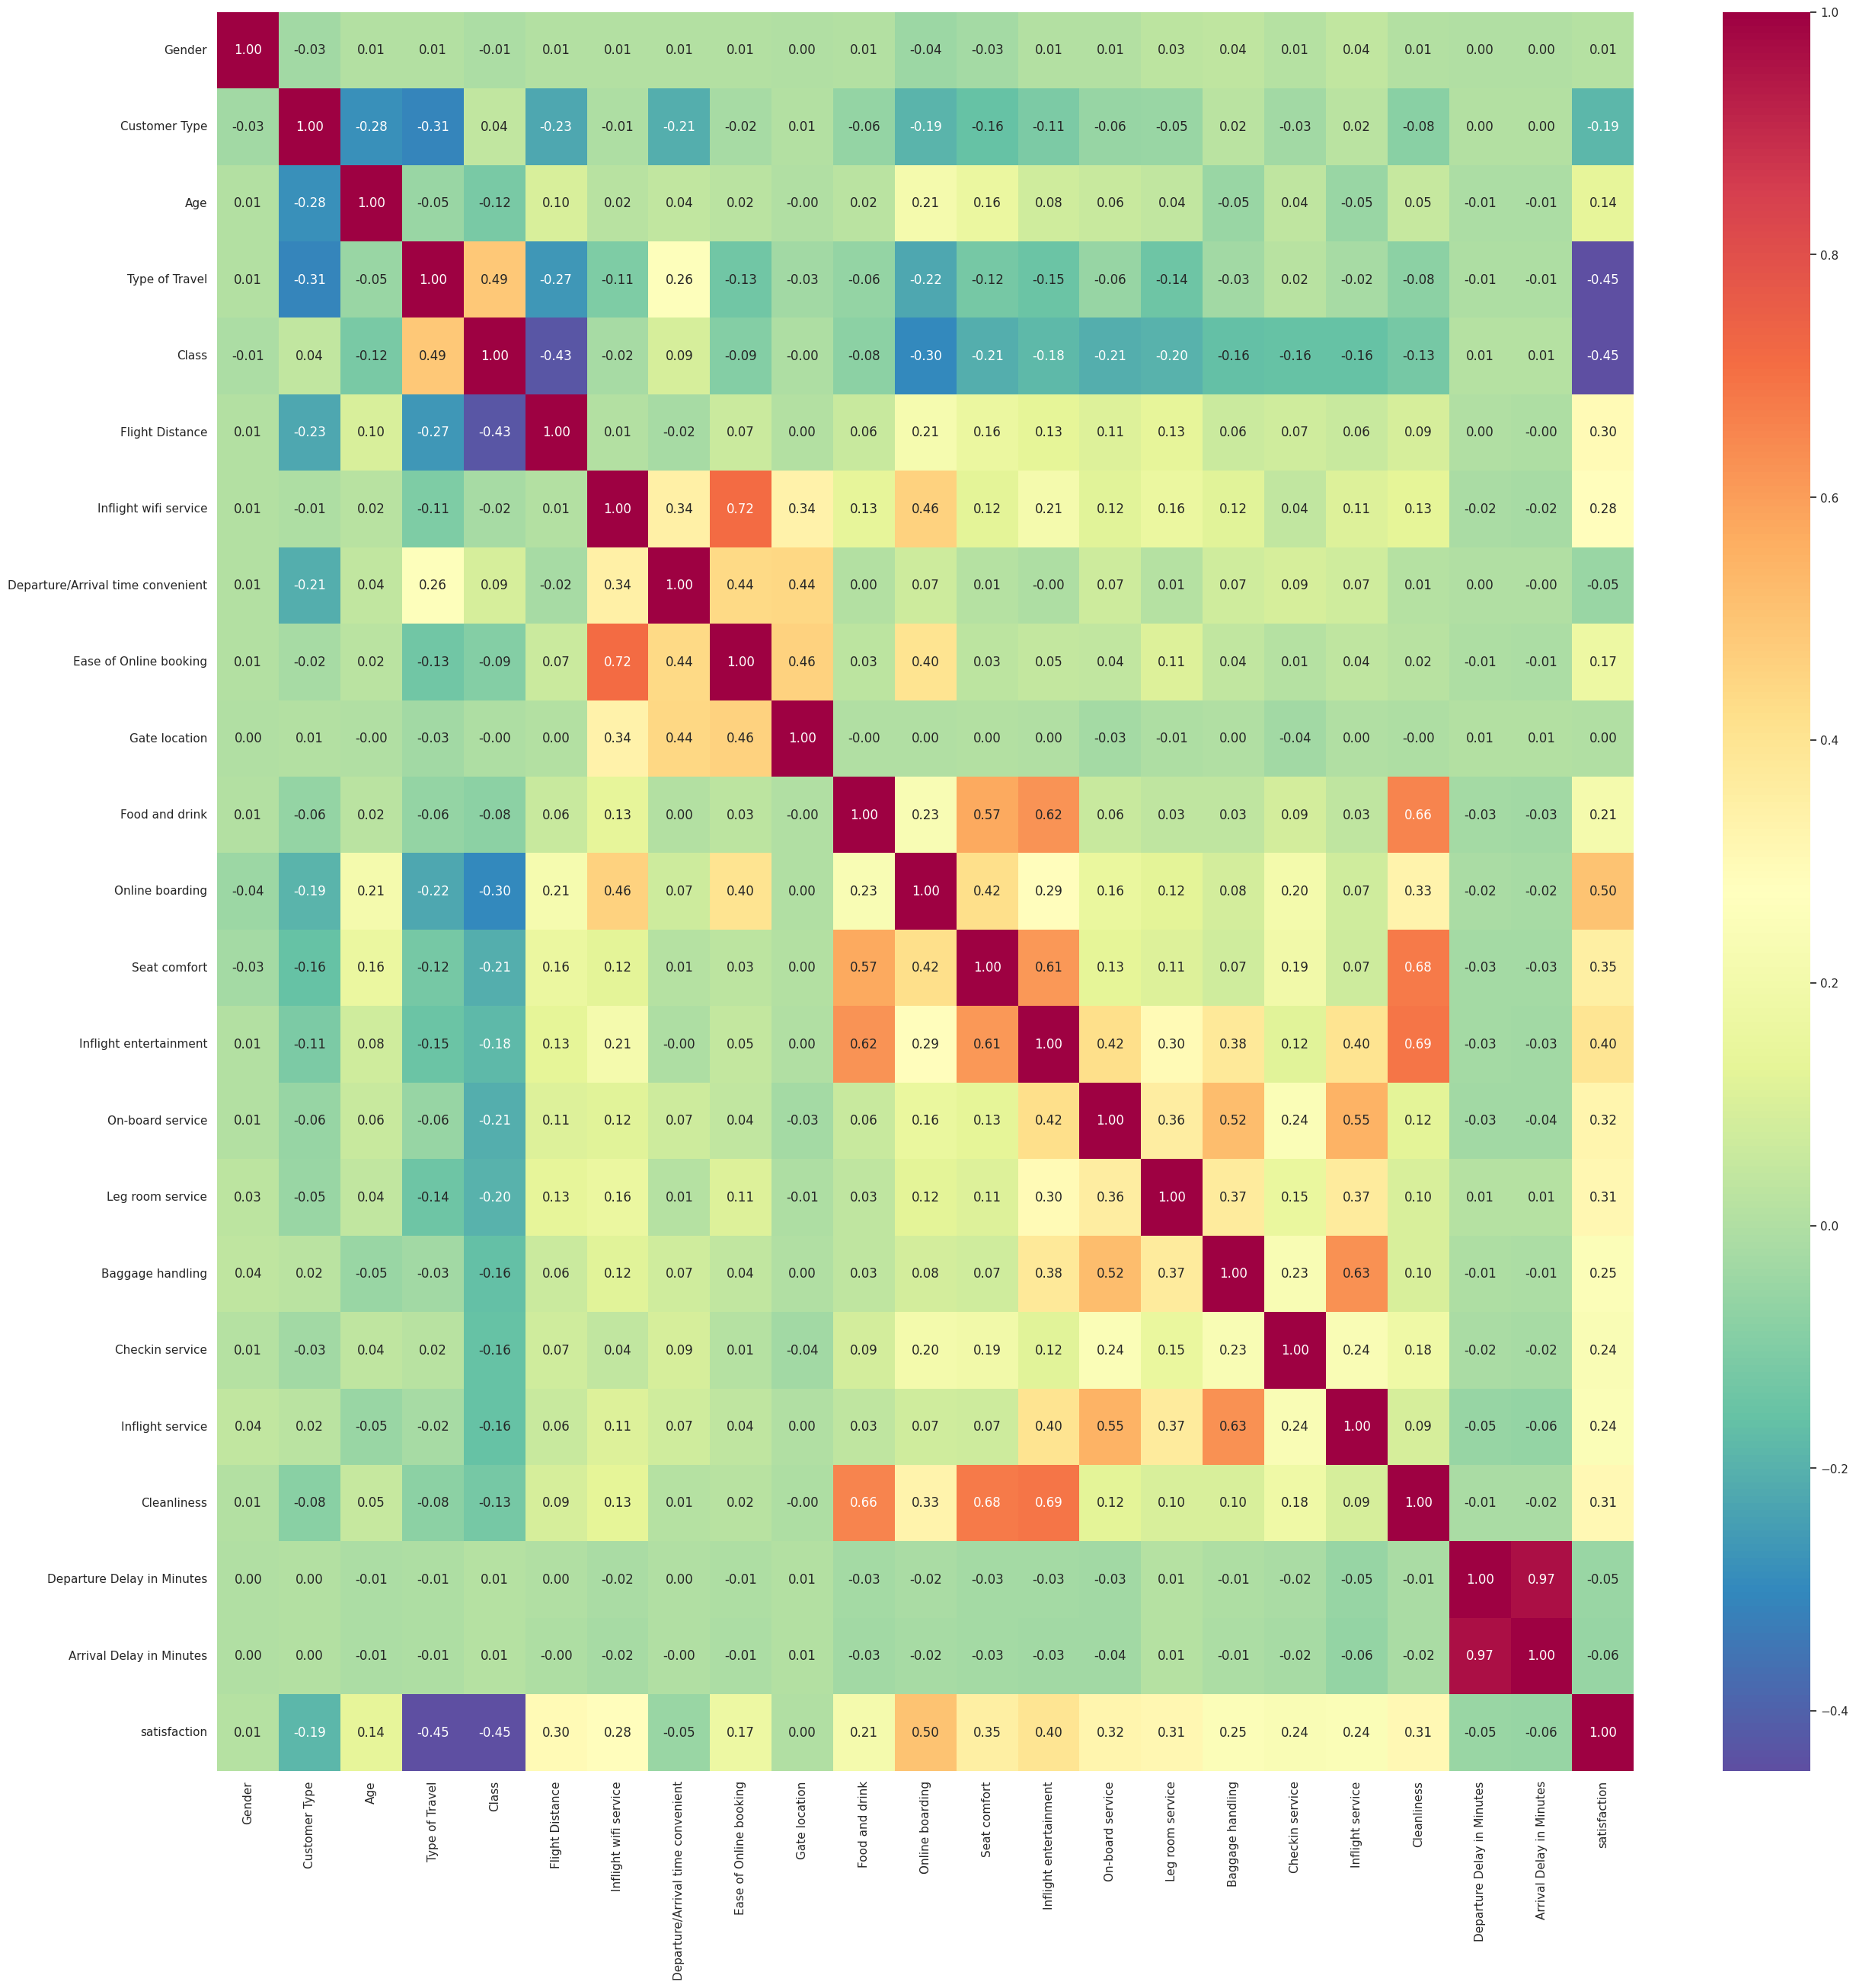 Gender 1.00 -0.03 0.01 0.01 -0.01 0.01 0.01 0.01 0.01 0.00 0.01 -0.04 -0.03 0.01 0.01 0.03 0.04 0.01 0.04 0.01 0.00 0.00 0.01
Customer Type -0.03 1.00 -0.28 -0.31 0.04 -0.23 -0.01 -0.21 -0.02 0.01 -0.06 -0.19 -0.16 -0.11 -0.06 -0.05 0.02 -0.03 0.02 -0.08 0.00 0.00 -0.19
Age 0.01 -0.28 1.00 -0.05 -0.12 0.10 0.02 0.04 0.02 -0.00 0.02 0.21 0.16 0.08 0.06 0.04 -0.05 0.04 -0.05 0.05 -0.01 -0.01 0.14
Type of Travel 0.01 -0.31 -0.05 1.00 0.49 -0.27 -0.11 0.26 -0.13 -0.03 -0.06 -0.22 -0.12 -0.15 -0.06 -0.14 -0.03 0.02 -0.02 -0.08 -0.01 -0.01 -0.45
Class -0.01 0.04 -0.12 0.49 1.00 -0.43 -0.02 0.09 -0.09 -0.00 -0.08 -0.30 -0.21 -0.18 -0.21 -0.20 -0.16 -0.16 -0.16 -0.13 0.01 0.01 -0.45
Flight Distance 0.01 -0.23 0.10 -0.27 -0.43 1.00 0.01 -0.02 0.07 0.00 0.06 0.21 0.16 0.13 0.11 0.13 0.06 0.07 0.06 0.09 0.00 -0.00 0.30
Inflight wifi service 0.01 -0.01 0.02 -0.11 -0.02 0.01 1.00 0.34 0.72 0.34 0.13 0.46 0.12 0.21 0.12 0.16 0.12 0.04 0.11 0.13 -0.02 -0.02 0.28
Departure/Arrival time convenient 0.01 -0.21 0.04 0.26 0.09 -0.02 0.34 1.00 0.44 0.44 0.00 0.07 0.01 -0.00 0.07 0.01 0.07 0.09 0.07 0.01 0.00 -0.00 -0.05
Ease of Online booking 0.01 -0.02 0.02 -0.13 -0.09 0.07 0.72 0.44 1.00 0.46 0.03 0.40 0.03 0.05 0.04 0.11 0.04 0.01 0.04 0.02 -0.01 -0.01 0.17
Gate location 0.00 0.01 -0.00 -0.03 -0.00 0.00 0.34 0.44 0.46 1.00 -0.00 0.00 0.00 0.00 -0.03 -0.01 0.00 -0.04 0.00 -0.00 0.01 0.01 0.00
Food and drink 0.01 -0.06 0.02 -0.06 -0.08 0.06 0.13 0.00 0.03 -0.00 1.00 0.23 0.57 0.62 0.06 0.03 0.03 0.09 0.03 0.66 -0.03 -0.03 0.21
Online boarding -0.04 -0.19 0.21 -0.22 -0.30 0.21 0.46 0.07 0.40 0.00 0.23 1.00 0.42 0.29 0.16 0.12 0.08 0.20 0.07 0.33 -0.02 -0.02 0.50
Seat comfort -0.03 -0.16 0.16 -0.12 -0.21 0.16 0.12 0.01 0.03 0.00 0.57 0.42 1.00 0.61 0.13 0.11 0.07 0.19 0.07 0.68 -0.03 -0.03 0.35
Inflight entertainment 0.01 -0.11 0.08 -0.15 -0.18 0.13 0.21 -0.00 0.05 0.00 0.62 0.29 0.61 1.00 0.42 0.30 0.38 0.12 0.40 0.69 -0.03 -0.03 0.40
On-board service 0.01 -0.06 0.06 -0.06 -0.21 0.11 0.12 0.07 0.04 -0.03 0.06 0.16 0.13 0.42 1.00 0.36 0.52 0.24 0.55 0.12 -0.03 -0.04 0.32
Leg room service 0.03 -0.05 0.04 -0.14 -0.20 0.13 0.16 0.01 0.11 -0.01 0.03 0.12 0.11 0.30 0.36 1.00 0.37 0.15 0.37 0.10 0.01 0.01 0.31
Baggage handling 0.04 0.02 -0.05 -0.03 -0.16 0.06 0.12 0.07 0.04 0.00 0.03 0.08 0.07 0.38 0.52 0.37 1.00 0.23 0.63 0.10 -0.01 -0.01 0.25
Checkin service 0.01 -0.03 0.04 0.02 -0.16 0.07 0.04 0.09 0.01 -0.04 0.09 0.20 0.19 0.12 0.24 0.15 0.23 1.00 0.24 0.18 -0.02 -0.02 0.24
Inflight service 0.04 0.02 -0.05 -0.02 -0.16 0.06 0.11 0.07 0.04 0.00 0.03 0.07 0.07 0.40 0.55 0.37 0.63 0.24 1.00 0.09 -0.05 -0.06 0.24
Cleanliness 0.01 -0.08 0.05 -0.08 -0.13 0.09 0.13 0.01 0.02 -0.00 0.66 0.33 0.68 0.69 0.12 0.10 0.10 0.18 0.09 1.00 -0.01 -0.02 0.31
Departure Delay in Minutes 0.00 0.00 -0.01 -0.01 0.01 0.00 -0.02 0.00 -0.01 0.01 -0.03 -0.02 -0.03 -0.03 -0.03 0.01 -0.01 -0.02 -0.05 -0.01 1.00 0.97 -0.05
Arrival Delay in Minutes 0.00 0.00 -0.01 -0.01 0.01 -0.00 -0.02 -0.00 -0.01 0.01 -0.03 -0.02 -0.03 -0.03 -0.04 0.01 -0.01 -0.02 -0.06 -0.02 0.97 1.00 -0.06
satisfaction 0.01 -0.19 0.14 -0.45 -0.45 0.30 0.28 -0.05 0.17 0.00 0.21 0.50 0.35 0.40 0.32 0.31 0.25 0.24 0.24 0.31 -0.05 -0.06 1.00
Gender
Customer Type
Age
Type of Travel
Class
Flight Distance
Inflight wifi service
Departure/Arrival time convenient
Ease of Online booking
Gate location
Food and drink
Online boarding
Seat comfort
Inflight entertainment
On-board service
Leg room service
Baggage handling
Checkin service
Inflight service
Cleanliness
Departure Delay in Minutes
Arrival Delay in Minutes
satisfaction
1.0
0.8
0.6
0.4
0.2
0.0
−0.2
−0.4